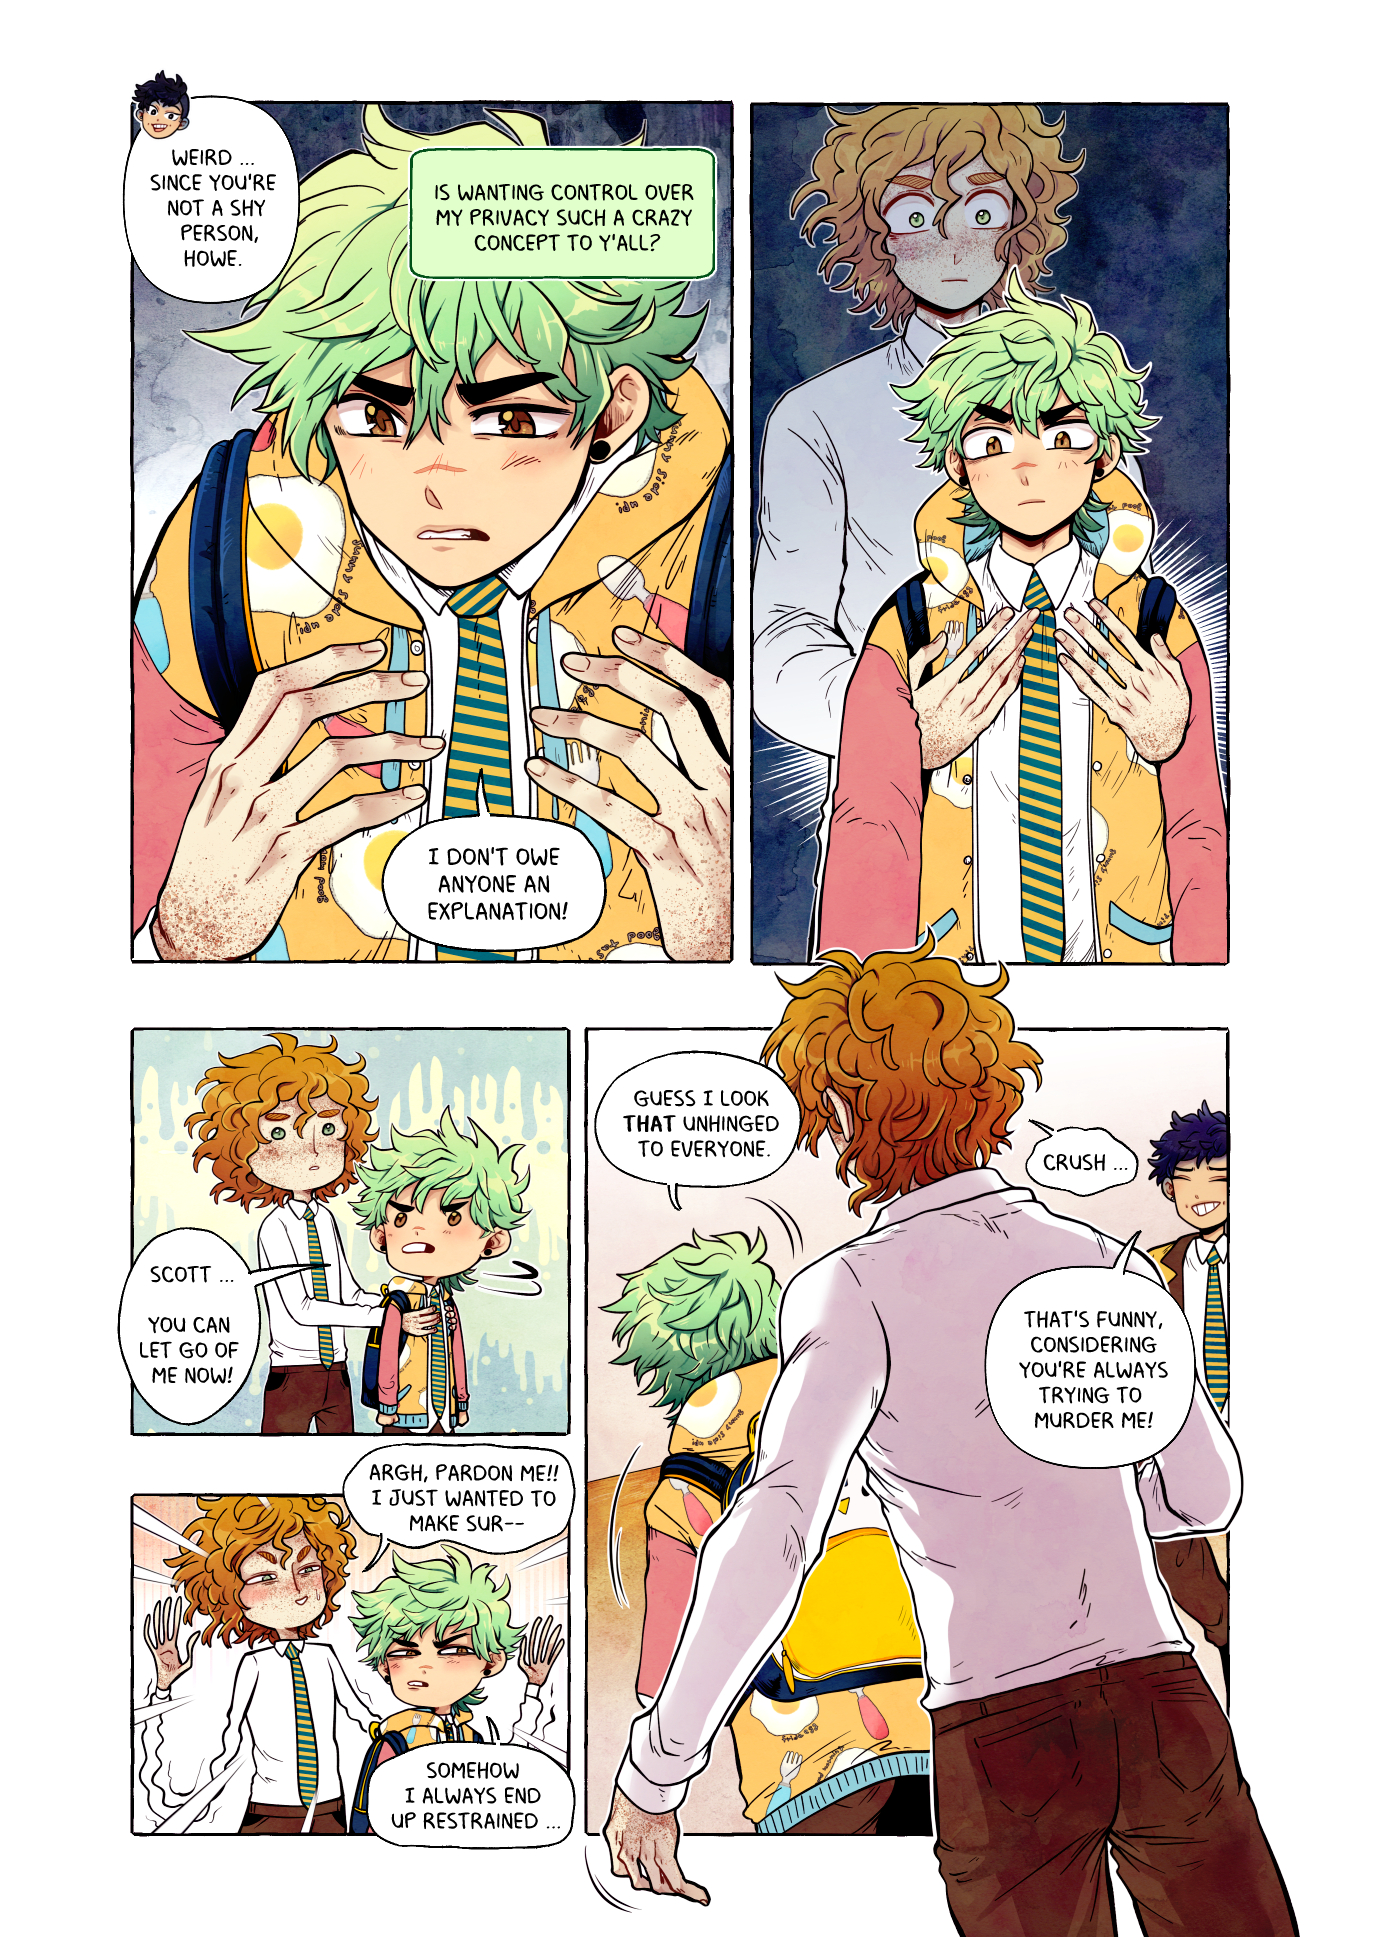 WEIRD ...
SINCE YOU'RE
NOT A SHY
PERSON,
HOWE.
IS WANTING CONTROL OVER
MY PRIVACY SUCH A CRAZY
CONCEPT TO Y'ALL?
I DON'T OWE
ANYONE AN
EXPLANATION!
SCOTT ...
YOU CAN
LET GO OF
ME NOW!
ARGH, PARDON ME!!
I JUST WANTED TO
MAKE SUR--
SOMEHOW
I ALWAYS END
UP RESTRAINED ...
GUESS I LOOK
THAT UNHINGED
TO EVERYONE.
CRUSH ...
THAT'S FUNNY,
CONSIDERING
YOU'RE ALWAYS
TRYING TO
MURDER ME!